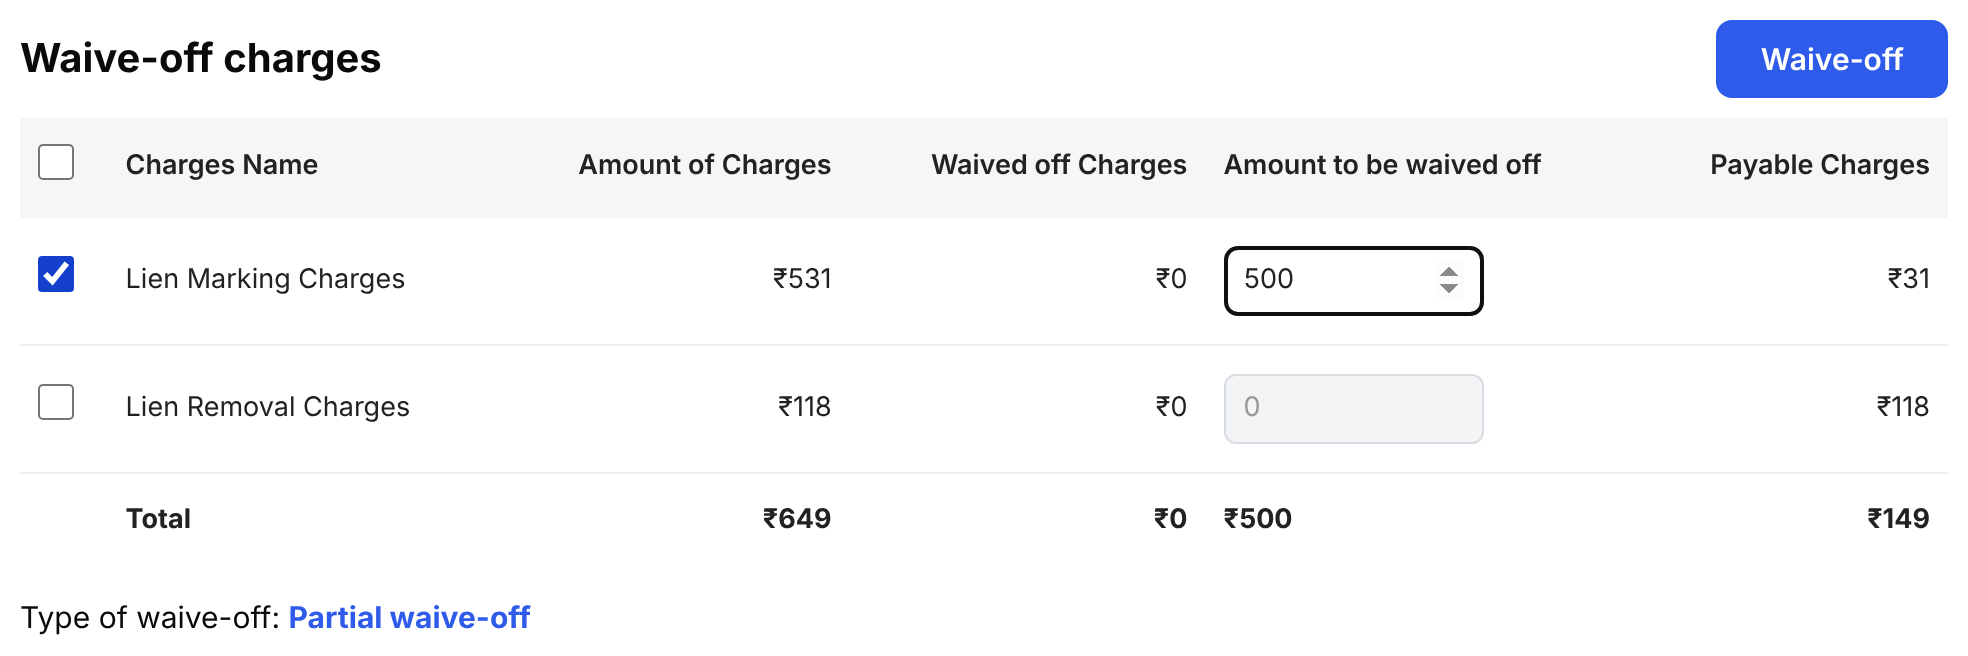 Waive-off charges
Waive-off
Charges Name Amount of Charges Waived off Charges Amount to be waived off Payable Charges
Lien Marking Charges ₹531 ₹0 500 ₹31
Lien Removal Charges ₹118 ₹0 0 ₹118
Total ₹649 ₹0 ₹500 ₹149
Type of waive-off: Partial waive-off